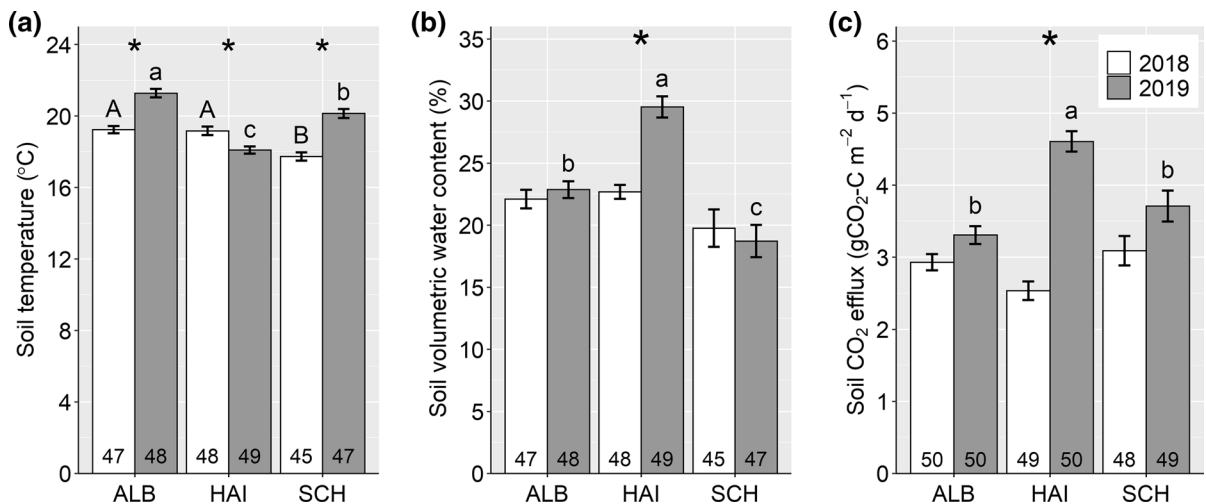 (a)
Soil temperature (°C)
24
20
16
12
8
4
0
* * *
A a A c B b
47 48 48 49 45 47
ALB HAI SCH
(b)
Soil volumetric water content (%)
35
30
25
20
15
10
5
0
*
b a c
47 48 48 49 45 47
ALB HAI SCH
(c)
Soil CO₂ efflux (gCO₂-C m⁻² d⁻¹)
6
5
4
3
2
1
0
*
2018
2019
b a b
50 50 49 50 48 49
ALB HAI SCH